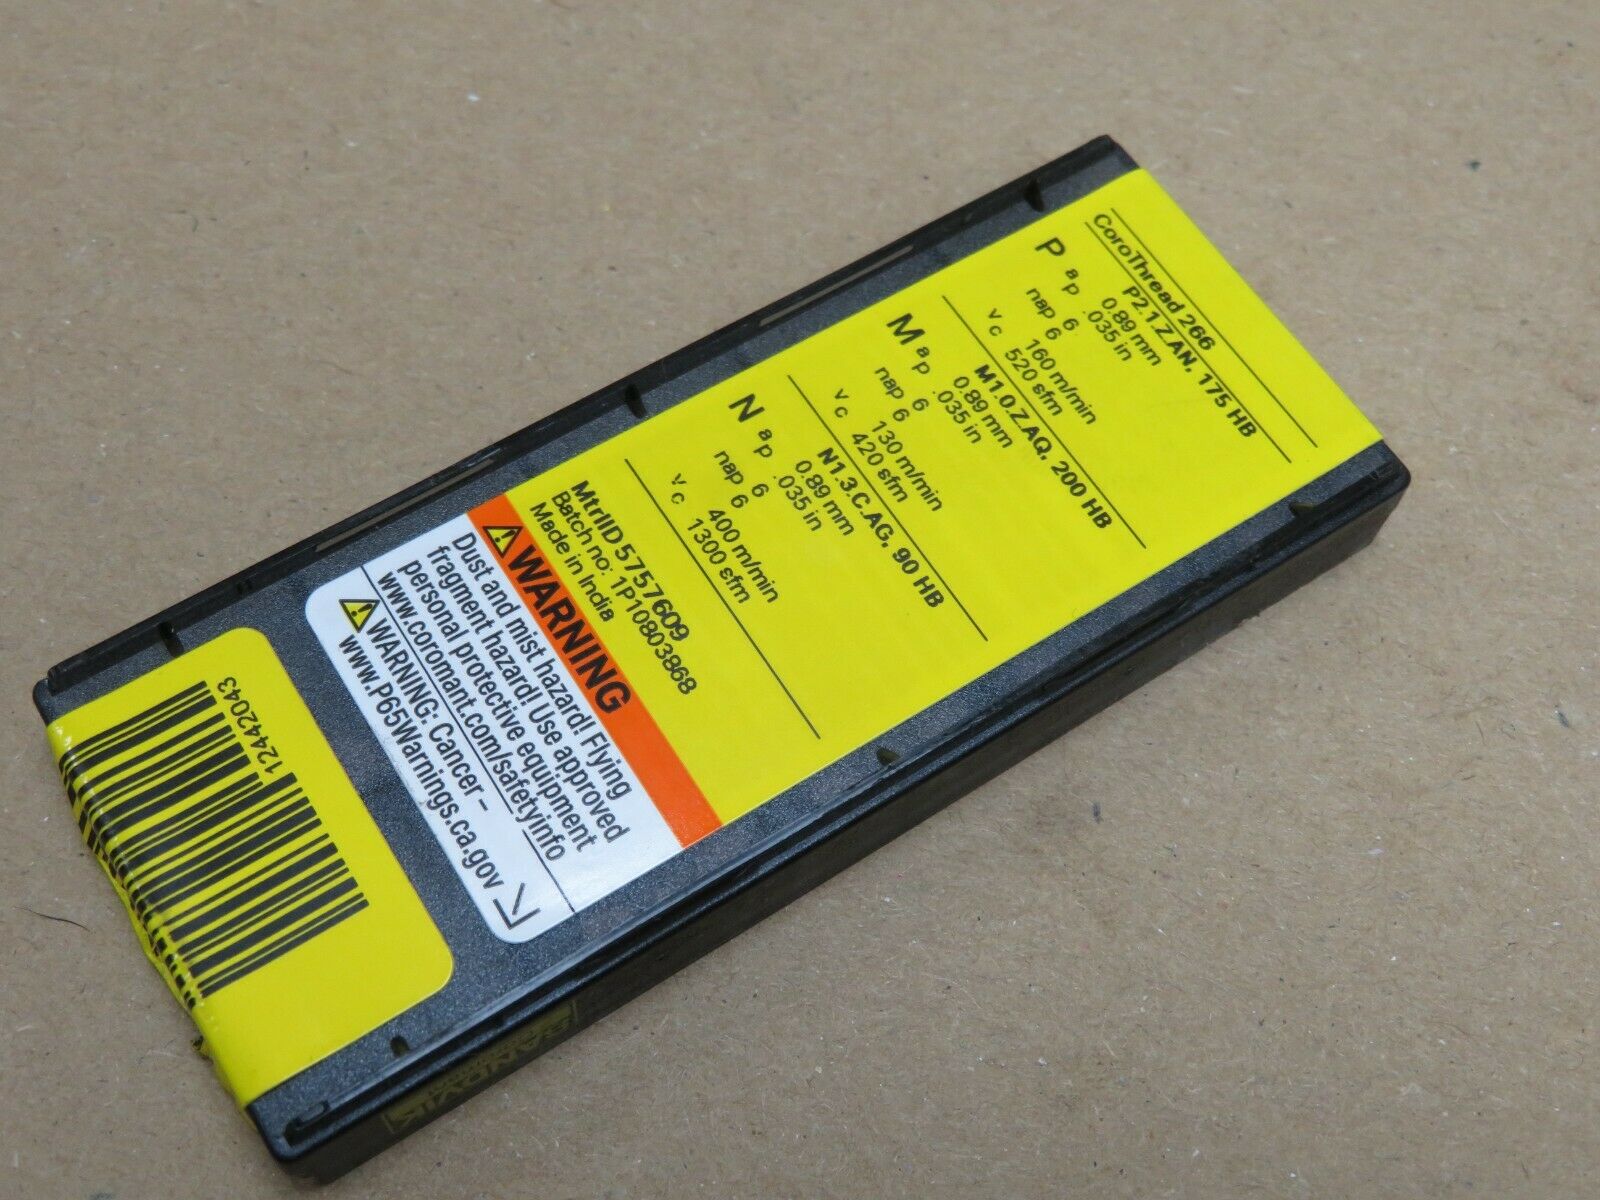 CoroThread 266
P2.1.Z.AN, 175 HB
P ap 0.89 mm .035 in
nap 6 6
vc 160 m/min 520 sfm
M1.0.Z.AQ, 200 HB
M ap 0.89 mm .035 in
nap 6 6
vc 130 m/min 420 sfm
N1.3.C.AG, 90 HB
N ap 0.89 mm .035 in
nap 6 6
vc 400 m/min 1300 sfm
MtrlID 5757609
Batch no: 1P10803868
Made in India
WARNING
Dust and mist hazard! Flying
fragment hazard! Use approved
personal protective equipment
www.coromant.com/safetyinfo
WARNING: Cancer –
www.P65Warnings.ca.gov
12442043
SANDVIK